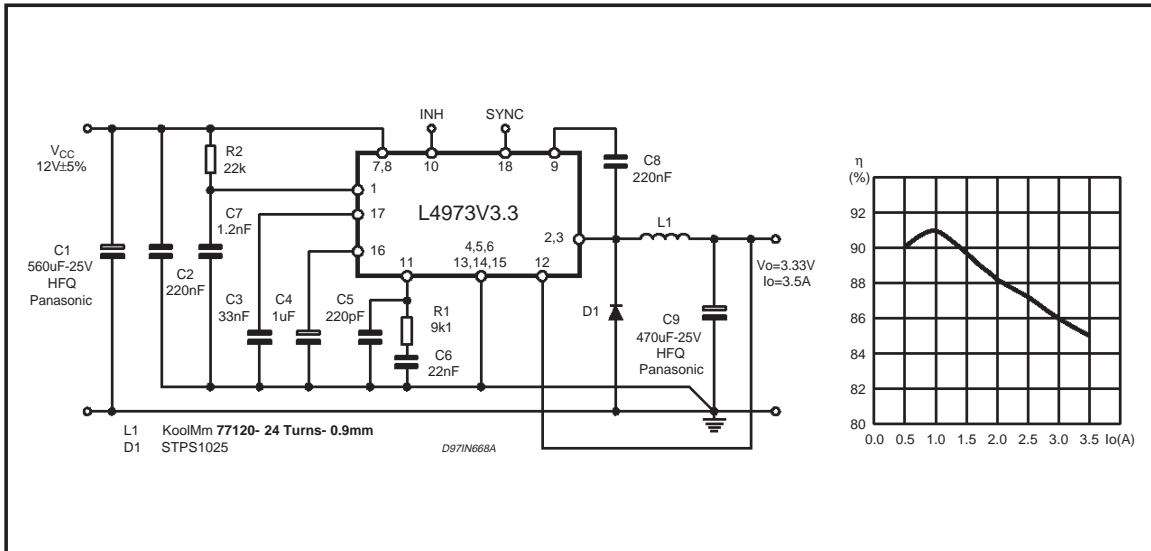 INH
SYNC
VCC
12V±5%
R2
22k
7,8
10
18
9
C8
220nF
1
17
16
L4973V3.3
2,3
L1
C7
1.2nF
4,5,6
13,14,15
11
12
C1
560uF-25V
HFQ
Panasonic
C2
220nF
C3
33nF
C4
1uF
C5
220pF
R1
9k1
C6
22nF
D1
C9
470uF-25V
HFQ
Panasonic
Vo=3.33V
Io=3.5A
L1 KoolMm 77120- 24 Turns- 0.9mm
D1 STPS1025
D97IN668A
η
(%)
92
90
88
86
84
82
80
0.0 0.5 1.0 1.5 2.0 2.5 3.0 3.5 Io(A)